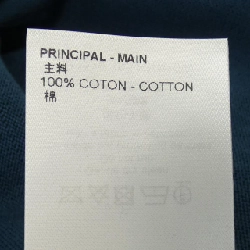 PRINCIPAL - MAIN
主料
100% COTON - COTTON
棉